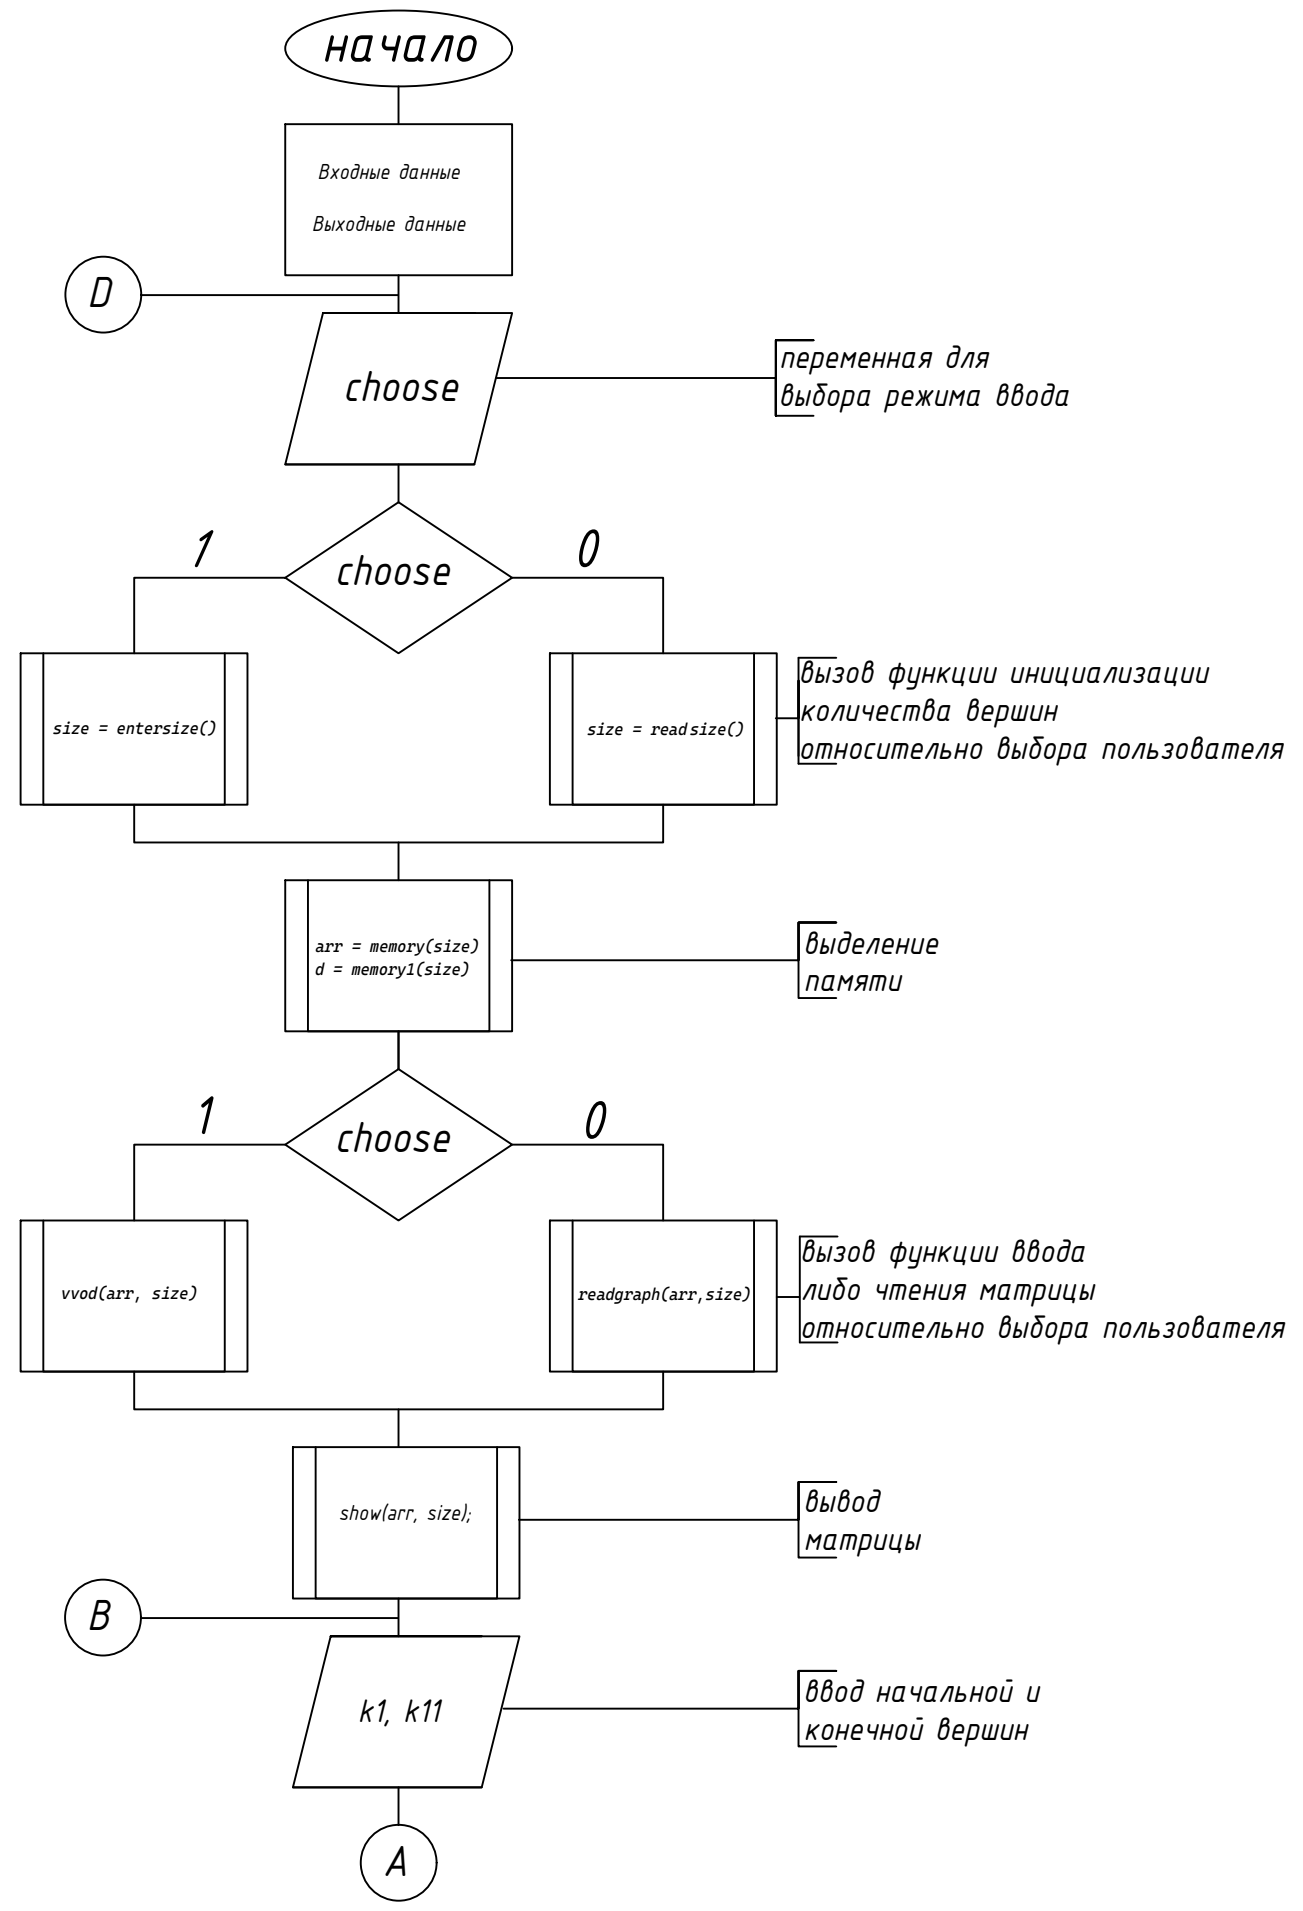 начало
Входные данные
Выходные данные
D
choose
переменная для
выбора режима ввода
1
choose
0
size = entersize()
size = readsize()
вызов функции инициализации
количества вершин
относительно выбора пользователя
arr = memory(size)
d = memory1(size)
выделение
памяти
1
choose
0
vvod(arr, size)
readgraph(arr,size)
вызов функции ввода
либо чтения матрицы
относительно выбора пользователя
show(arr, size);
вывод
матрицы
B
k1, k11
ввод начальной и
конечной вершин
A